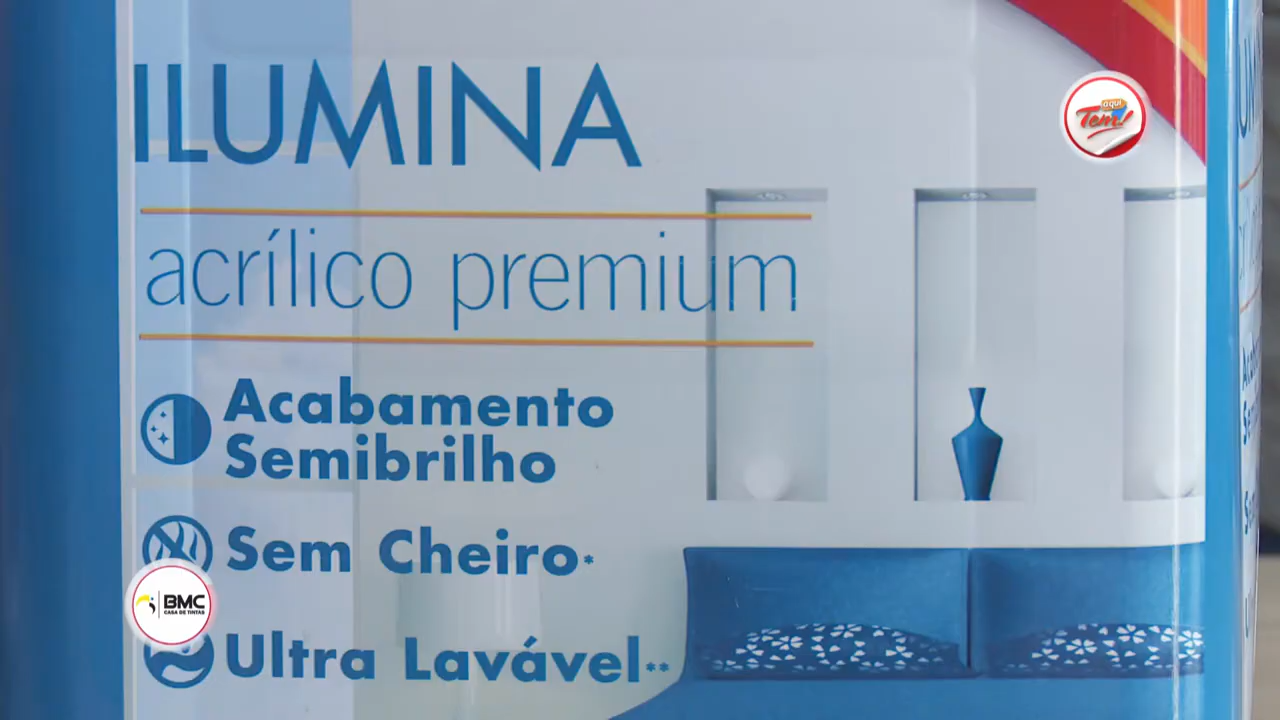 ILUMINA
aqui
Tem!
acrílico premium
Acabamento
Semibrilho
Sem Cheiro*
BMC
CASA DE TINTAS
Ultra Lavável**